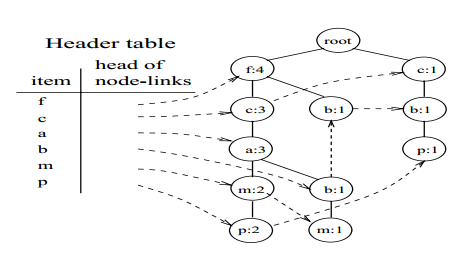 Header table
head of
item node-links
f
c
a
b
m
p
root
f:4 c:1
c:3 b:1 b:1
a:3 p:1
m:2 b:1
p:2 m:1